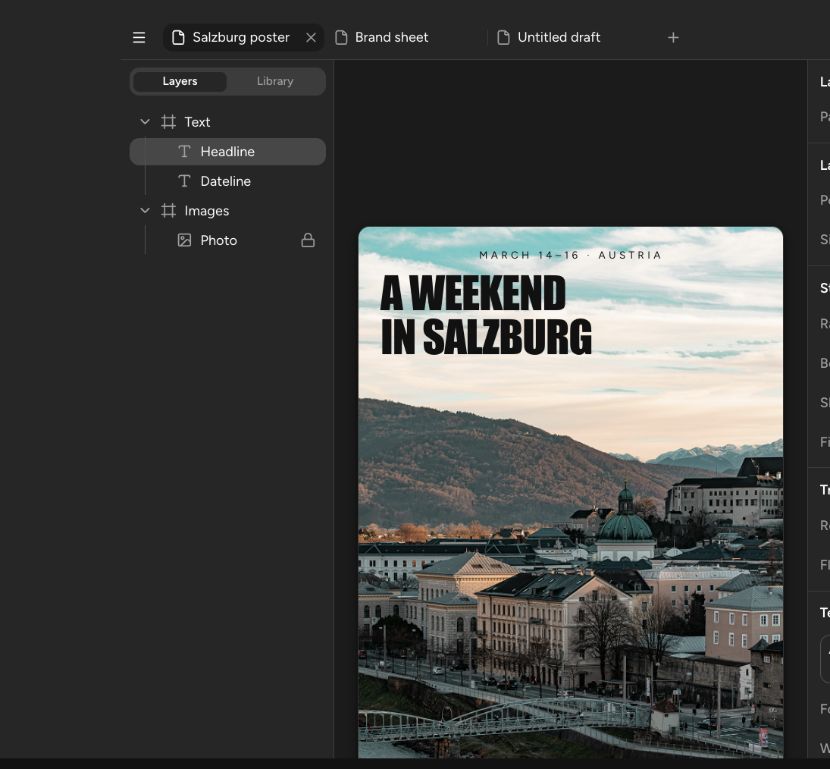 Salzburg poster
Brand sheet
Untitled draft
Layers
Library
Text
Headline
Dateline
Images
Photo
MARCH 14–16 · AUSTRIA
A WEEKEND
IN SALZBURG